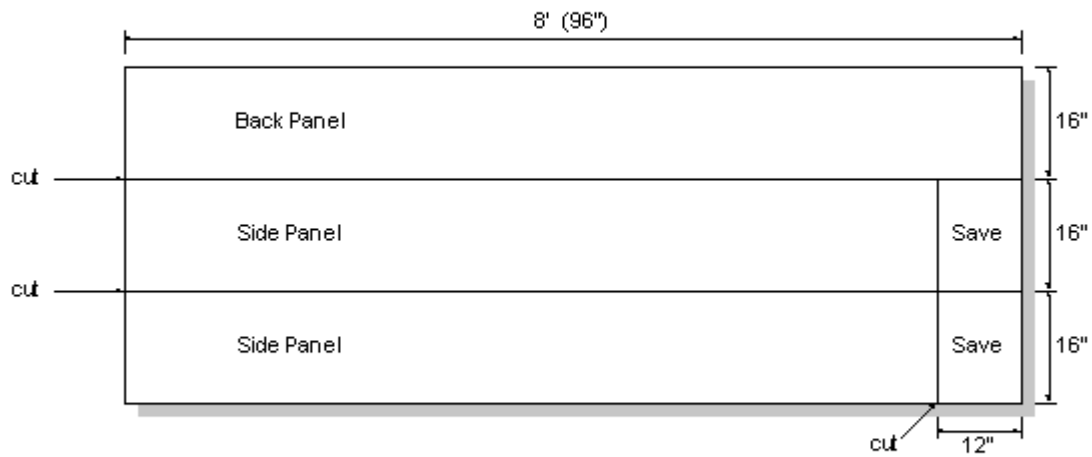 8' (96")
Back Panel
16"
cut
Side Panel
Save
16"
cut
Side Panel
Save
16"
cut
12"